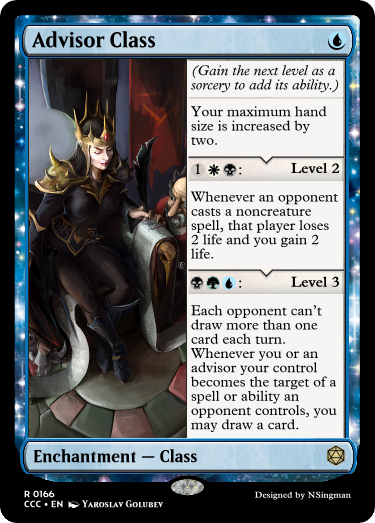 Advisor Class
(Gain the next level as a
sorcery to add its ability.)
Your maximum hand
size is increased by
two.
1 : Level 2
Whenever an opponent
casts a noncreature
spell, that player loses
2 life and you gain 2
life.
: Level 3
Each opponent can't
draw more than one
card each turn.
Whenever you or an
advisor your control
becomes the target of a
spell or ability an
opponent controls, you
may draw a card.
Enchantment — Class
R 0166
CCC • EN Yaroslav Golubev
Designed by NSingman